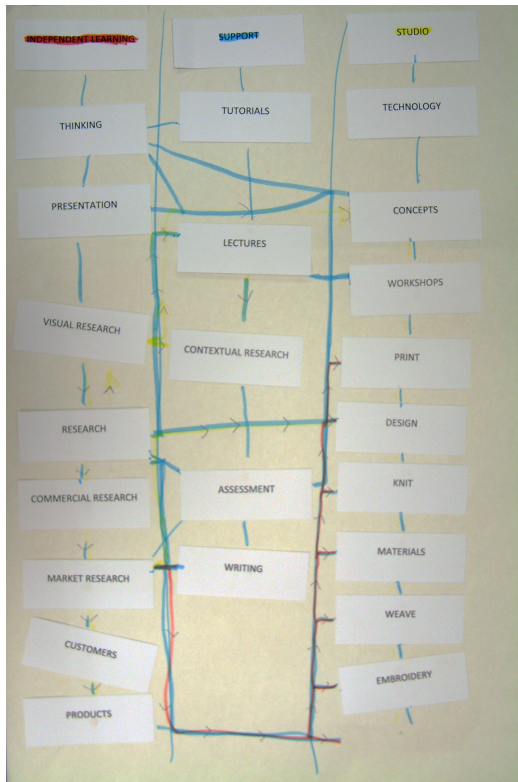 INDEPENDENT LEARNING
SUPPORT
STUDIO
THINKING
TUTORIALS
TECHNOLOGY
PRESENTATION
LECTURES
CONCEPTS
WORKSHOPS
VISUAL RESEARCH
CONTEXTUAL RESEARCH
PRINT
RESEARCH
DESIGN
COMMERCIAL RESEARCH
ASSESSMENT
KNIT
MARKET RESEARCH
WRITING
MATERIALS
CUSTOMERS
WEAVE
PRODUCTS
EMBROIDERY